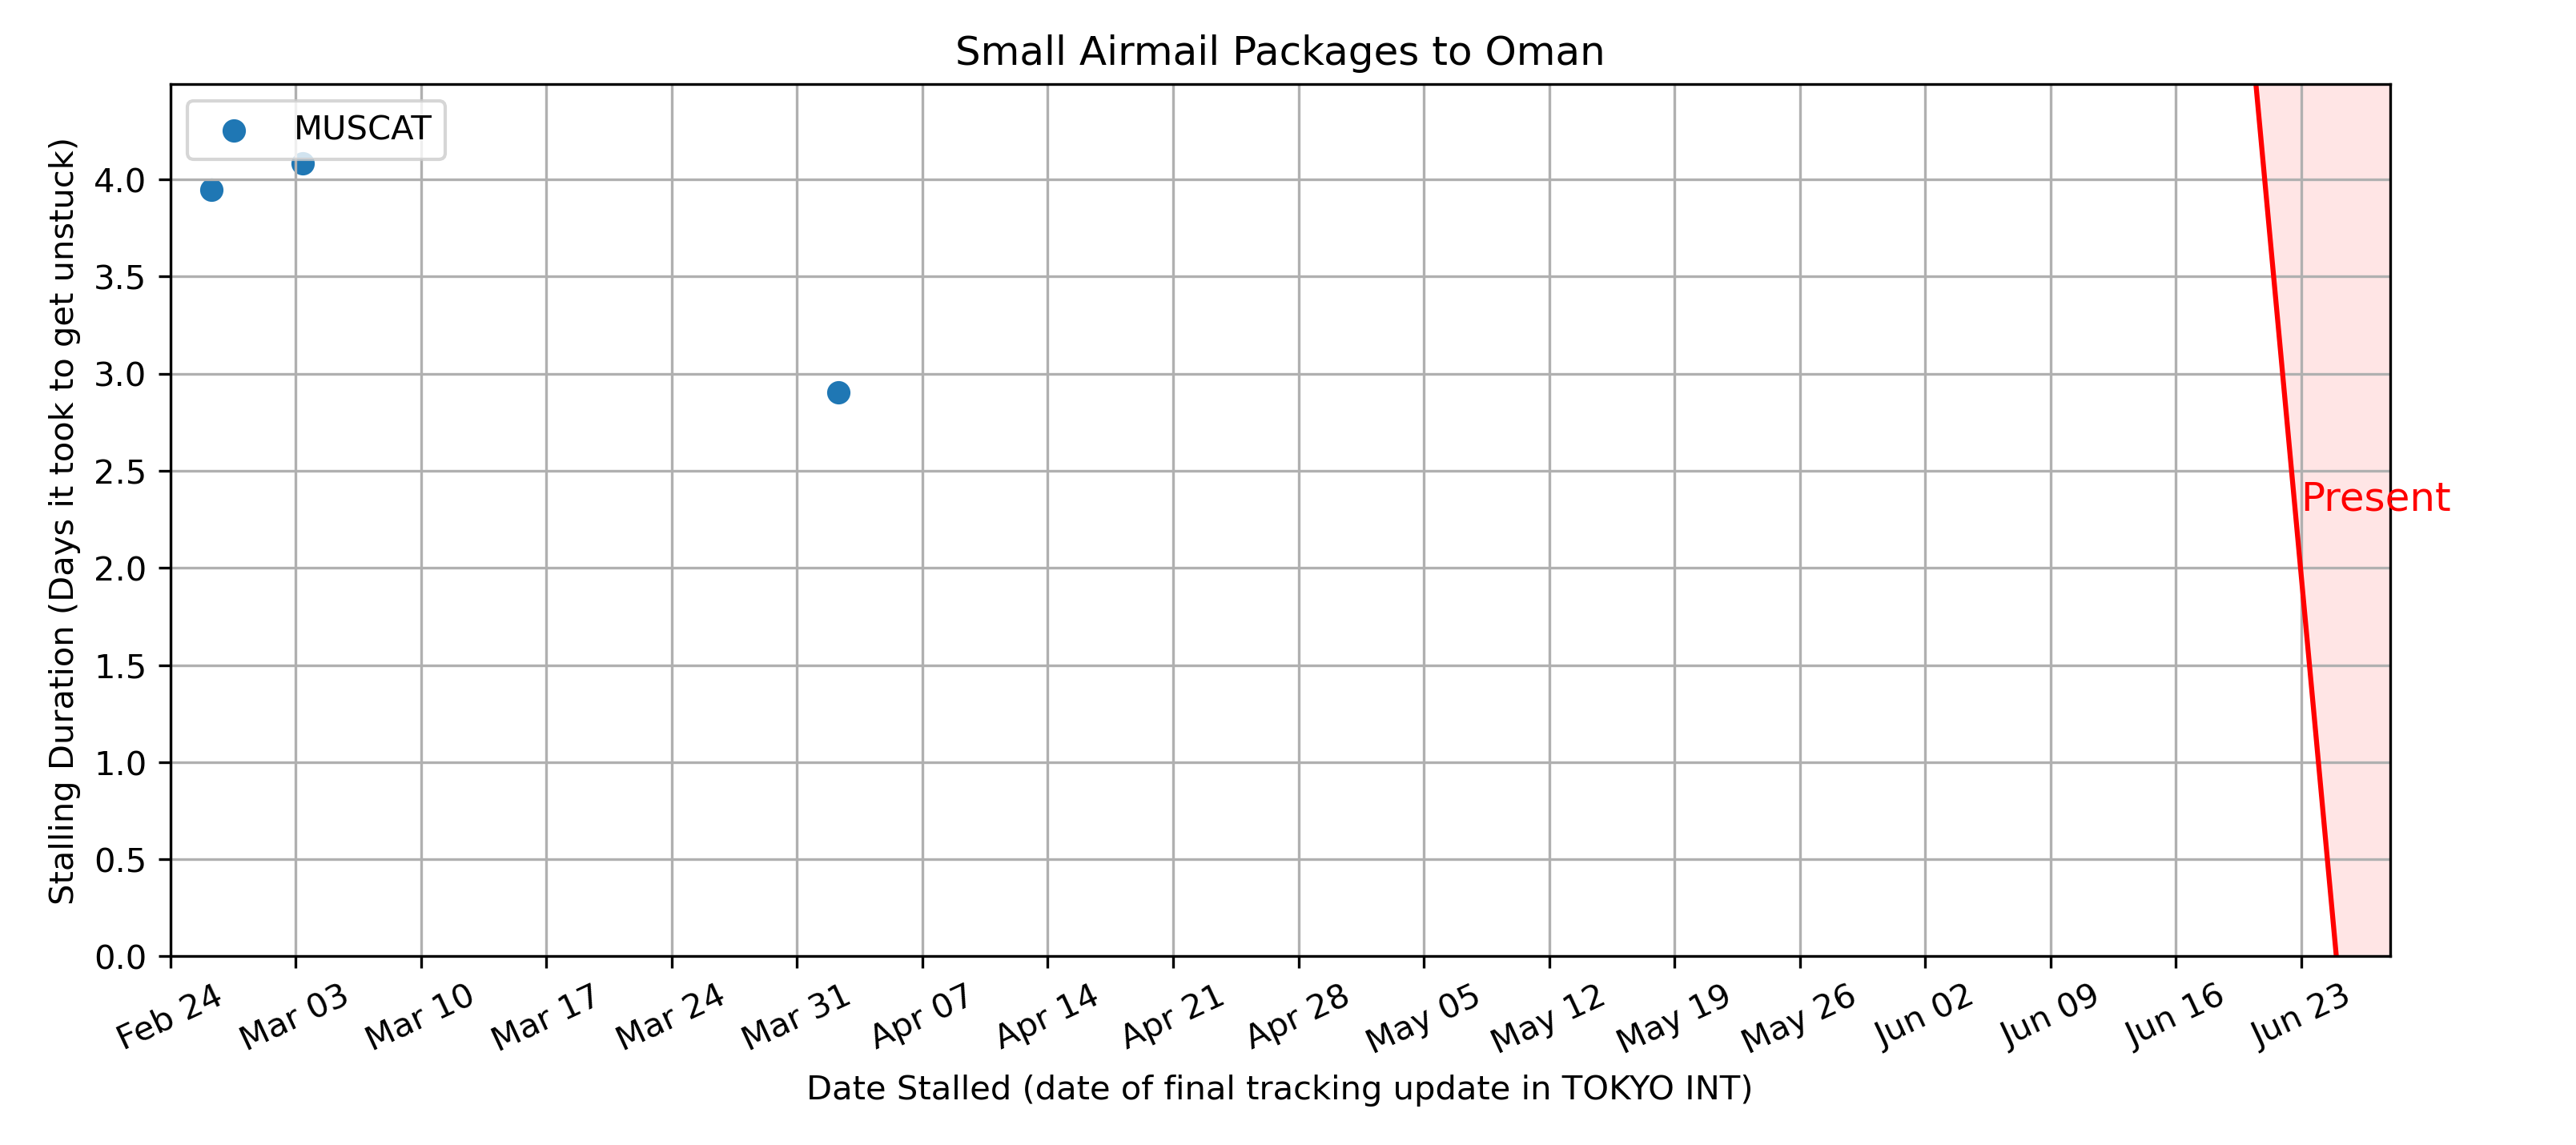 Small Airmail Packages to Oman
MUSCAT
Stalling Duration (Days it took to get unstuck)
4.0
3.5
3.0
2.5
2.0
1.5
1.0
0.5
0.0
Present
Feb 24 Mar 03 Mar 10 Mar 17 Mar 24 Mar 31 Apr 07 Apr 14 Apr 21 Apr 28 May 05 May 12 May 19 May 26 Jun 02 Jun 09 Jun 16 Jun 23
Date Stalled (date of final tracking update in TOKYO INT)